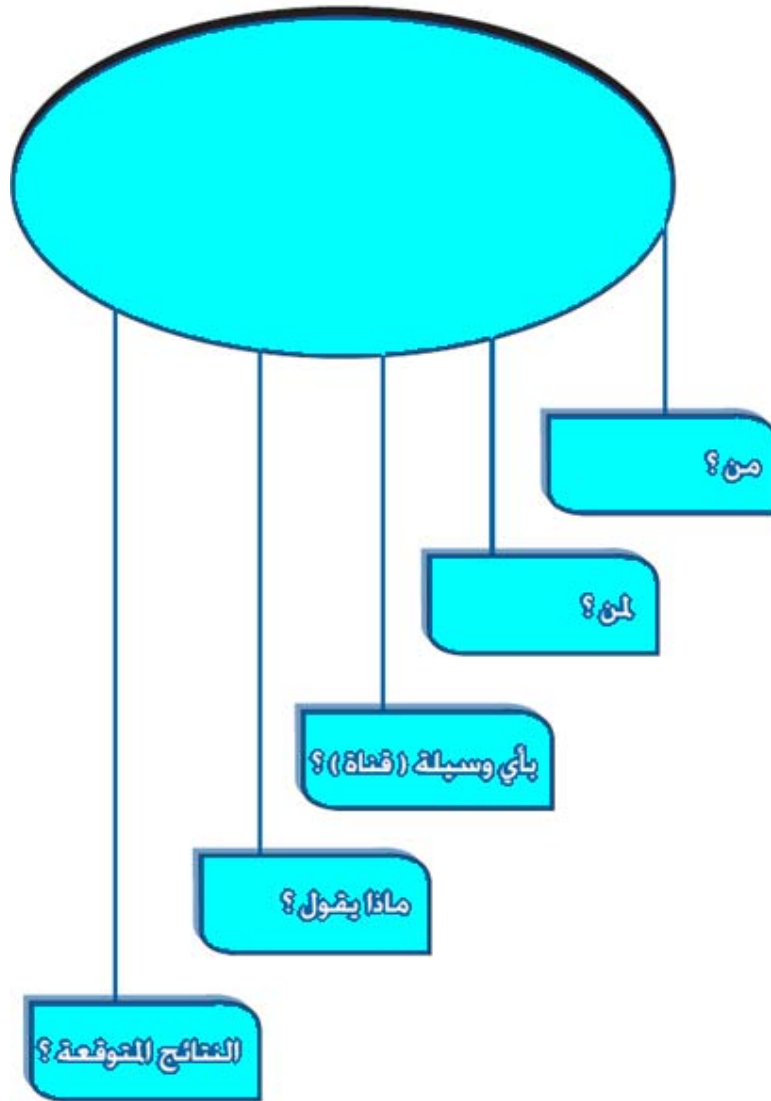 من ؟
لمن ؟
بأي وسيلة ( قناة ) ؟
ماذا يقول ؟
النتائج المتوقعة ؟